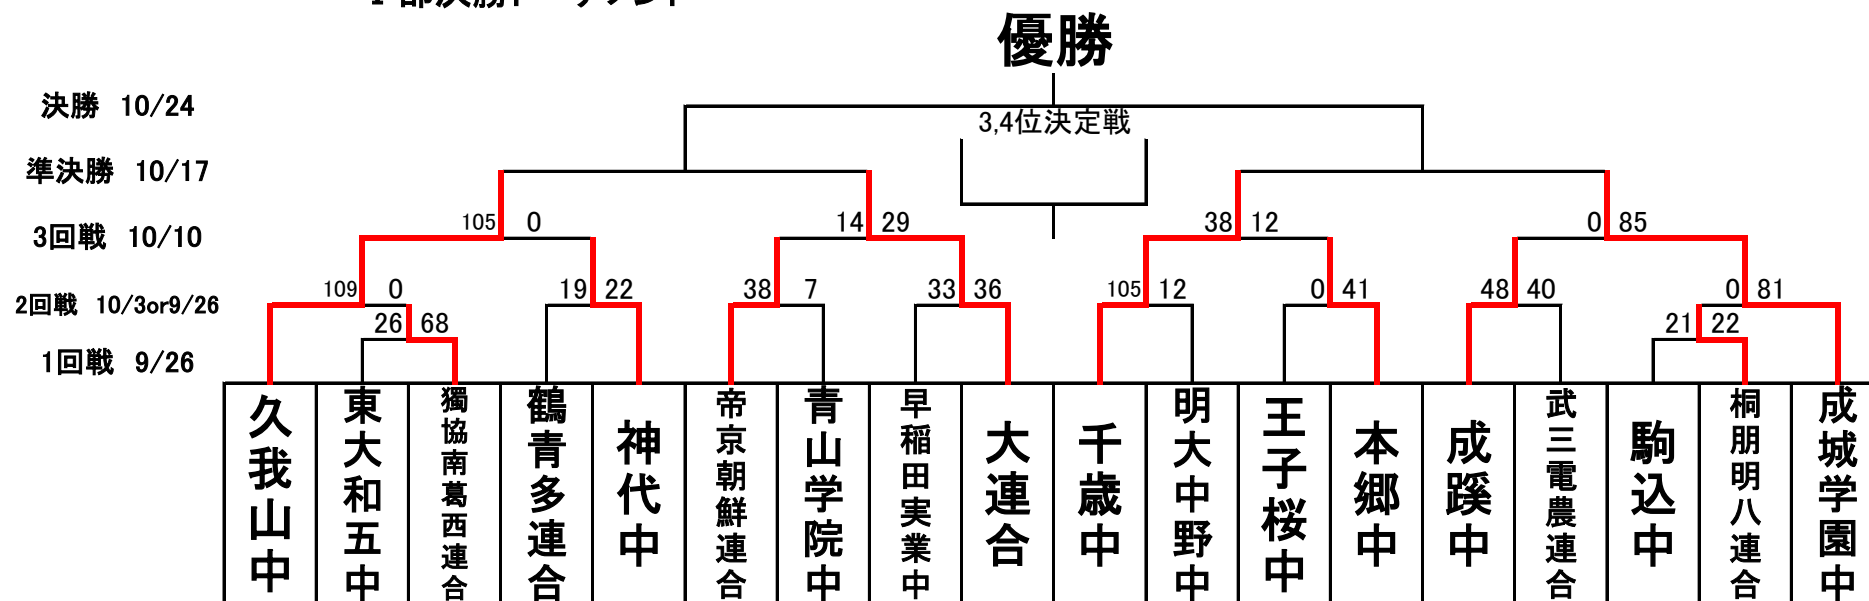 優勝
決勝 10/24
3,4位決定戦
準決勝 10/17
3回戦 10/10
105 0
14 29
38 12
0 85
2回戦 10/3or9/26
109 0
19 22
38 7
33 36
105 12
0 41
48 40
0 81
26 68
21 22
1回戦 9/26
久我山中
東大和五中
獨協南葛西連合
鶴青多連合
神代中
帝京朝鮮連合
青山学院中
早稲田実業中
大連合
千歳中
明大中野中
王子桜中
本郷中
成蹊中
武三電農連合
駒込中
桐朋明八連合
成城学園中